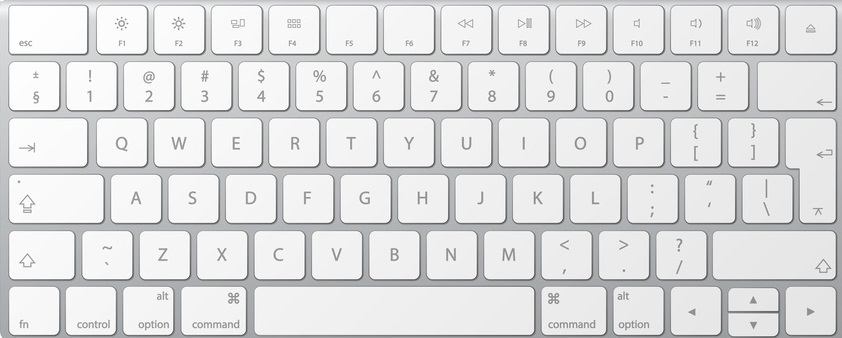 esc F1 F2 F3 F4 F5 F6 F7 F8 F9 F10 F11 F12
± ! @ # $ % ^ & * ( ) _ +
§ 1 2 3 4 5 6 7 8 9 0 - =
Q W E R T Y U I O P { }
[ ]
A S D F G H J K L : “ |
; ‘ \
~ Z X C V B N M < > ?
` , . /
alt ⌘ ⌘ alt
fn control option command command option